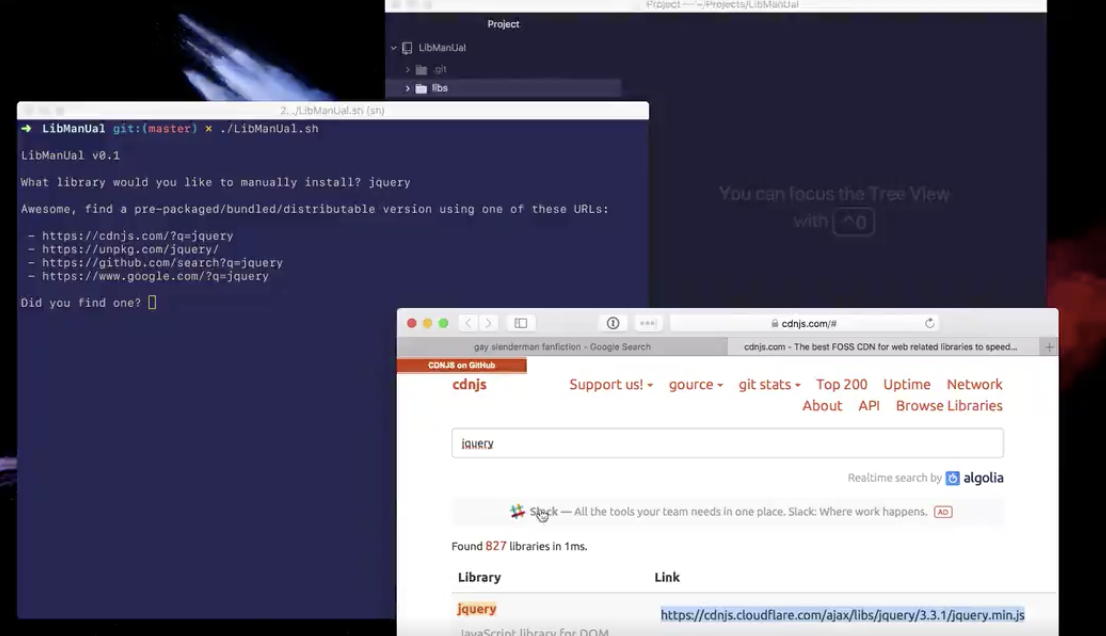 Project — ~/Projects/LibManUal
Project
LibManUal
.git
libs
You can focus the Tree View
with ^0
2. ./LibManUal.sh (sh)
➜ LibManUal git:(master) × ./LibManUal.sh
LibManUal v0.1
What library would you like to manually install? jquery
Awesome, find a pre-packaged/bundled/distributable version using one of these URLs:
- https://cdnjs.com/?q=jquery
- https://unpkg.com/jquery/
- https://github.com/search?q=jquery
- https://www.google.com/?q=jquery
Did you find one?
cdnjs.com/#
gay slenderman fanfiction - Google Search
cdnjs.com - The best FOSS CDN for web related libraries to speed...
CDNJS on GitHub
cdnjs
Support us! gource git stats Top 200 Uptime Network
About API Browse Libraries
jquery
Realtime search by algolia
Slack — All the tools your team needs in one place. Slack: Where work happens. AD
Found 827 libraries in 1ms.
Library Link
jquery https://cdnjs.cloudflare.com/ajax/libs/jquery/3.3.1/jquery.min.js
JavaScript library for DOM